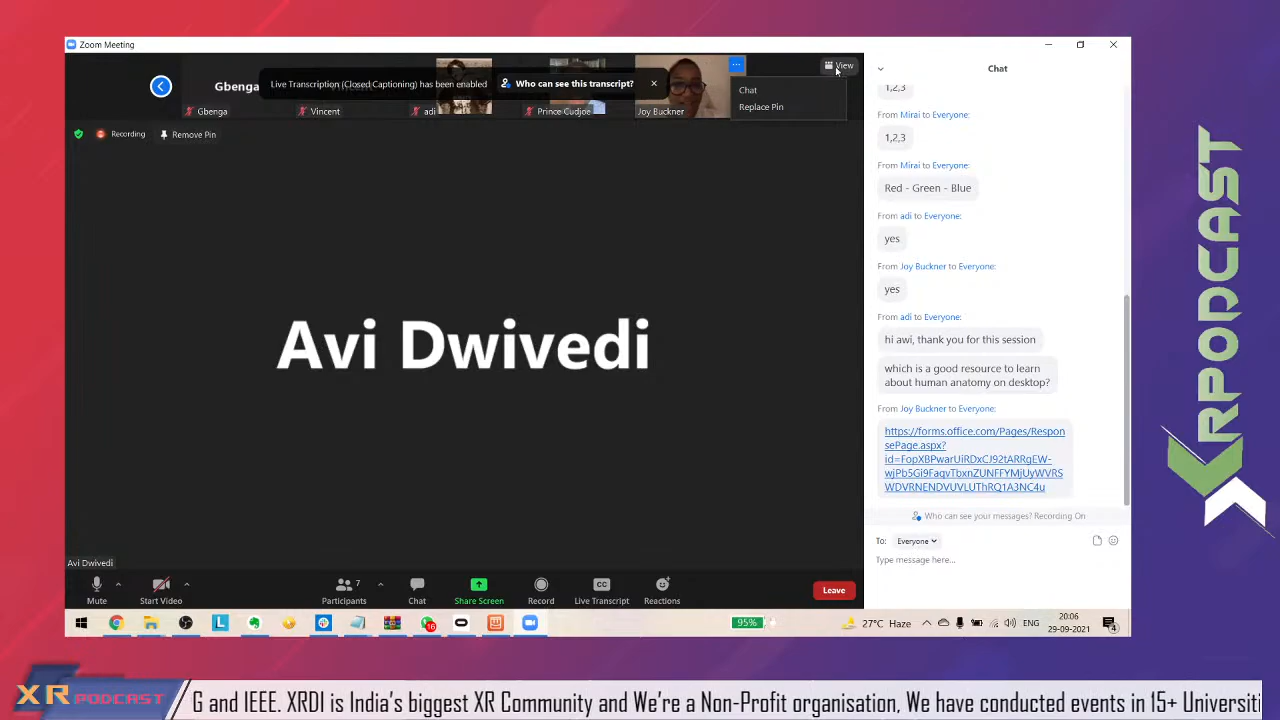 Zoom Meeting
Gbenga
Live Transcription (Closed Captioning) has been enabled
Who can see this transcript?
View
Chat
Replace Pin
Gbenga
Vincent
adi
Prince Cudjoe
Joy Buckner
Recording
Remove Pin
Avi Dwivedi
Avi Dwivedi
Chat
1,2,3
From Mirai to Everyone:
1,2,3
From Mirai to Everyone:
Red - Green - Blue
From adi to Everyone:
yes
From Joy Buckner to Everyone:
yes
From adi to Everyone:
hi awi, thank you for this session
which is a good resource to learn
about human anatomy on desktop?
From Joy Buckner to Everyone:
https://forms.office.com/Pages/Respon
sePage.aspx?
id=FopXBPwarUiRDxCJ92tARRgEW-
wjPb5Gi9FaqvTbxnZUNFFYMjUyWVRS
WDVRNENDVUVLUThRQ1A3NC4u
Who can see your messages? Recording On
To: Everyone
Type message here...
Mute
Start Video
7
Participants
Chat
Share Screen
Record
CC
Live Transcript
Reactions
Leave
L
16
95%
27°C Haze
ENG
20:06
29-09-2021
4
XRPODCAST
XR PODCAST
G and IEEE. XRDI is India's biggest XR Community and We're a Non-Profit organisation, We have conducted events in 15+ Universiti